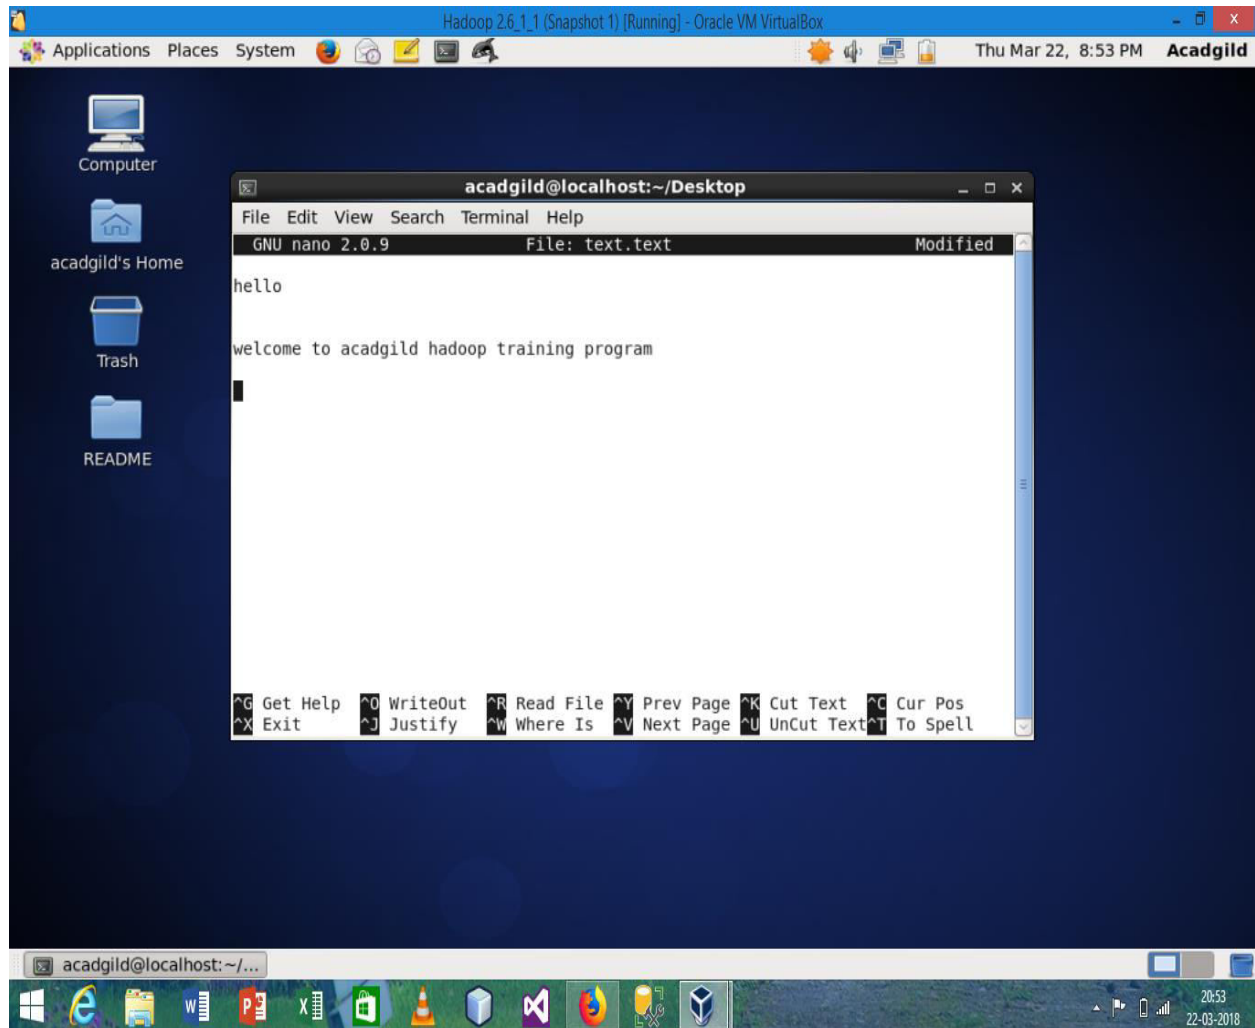 Hadoop 2.6_1_1 (Snapshot 1) [Running] - Oracle VM VirtualBox
Applications Places System Thu Mar 22, 8:53 PM Acadgild
Computer
acadgild's Home
Trash
README
acadgild@localhost:~/Desktop
File Edit View Search Terminal Help
GNU nano 2.0.9 File: text.text Modified
hello
welcome to acadgild hadoop training program
^G Get Help ^O WriteOut ^R Read File ^Y Prev Page ^K Cut Text ^C Cur Pos
^X Exit ^J Justify ^W Where Is ^V Next Page ^U UnCut Text ^T To Spell
acadgild@localhost:~/...
20:53
22-03-2018